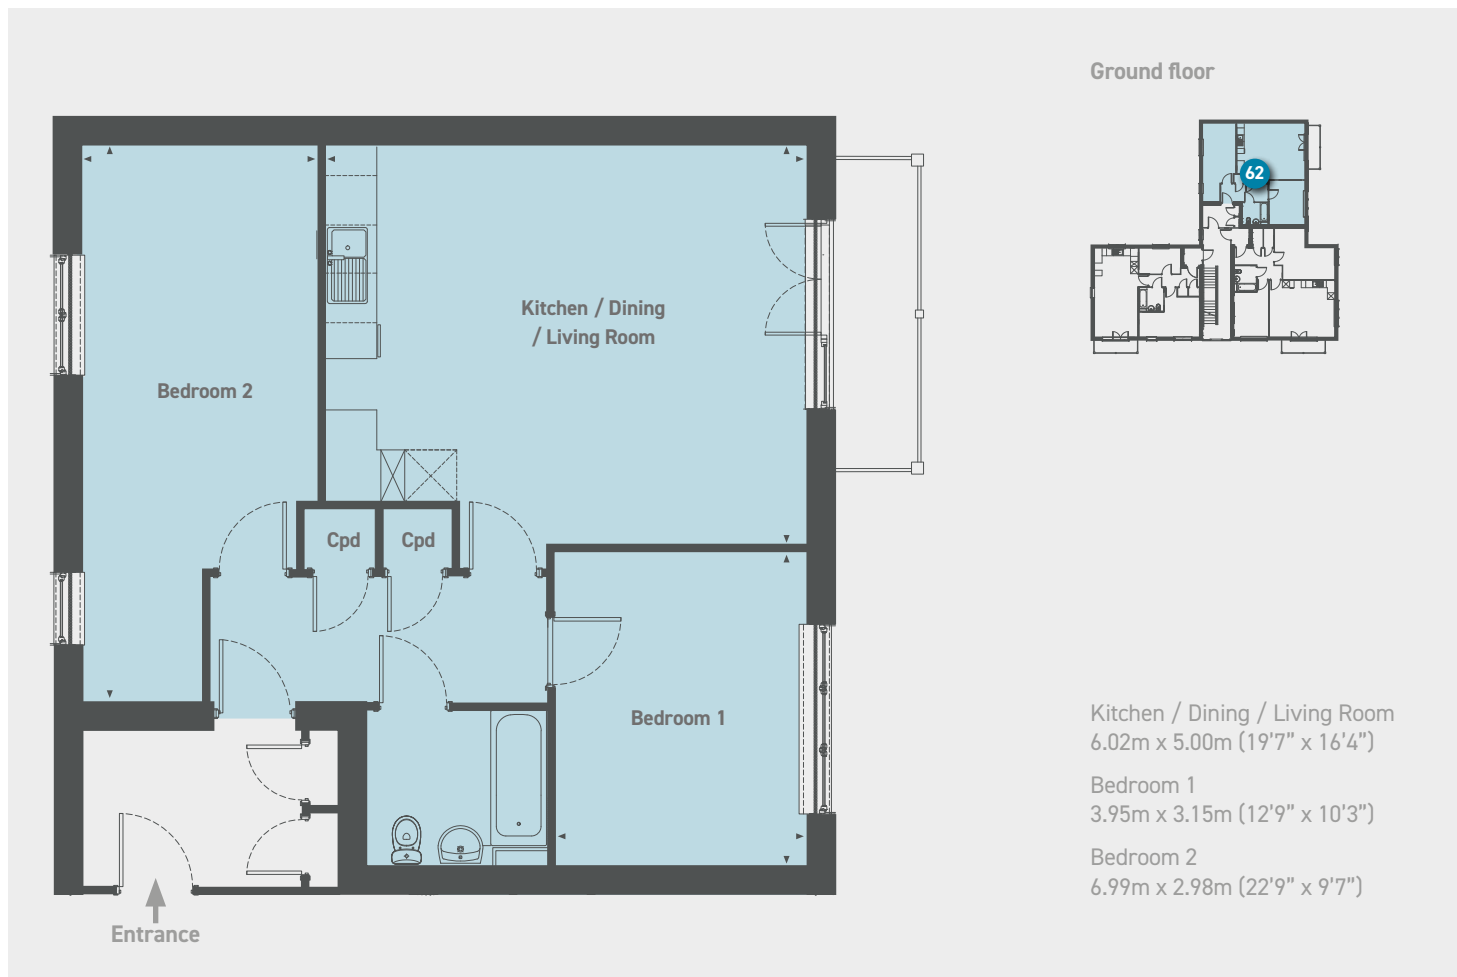 Ground floor
62
Kitchen / Dining
/ Living Room
Bedroom 2
Cpd
Cpd
Bedroom 1
Entrance
Kitchen / Dining / Living Room
6.02m x 5.00m (19’7” x 16’4”)
Bedroom 1
3.95m x 3.15m (12’9” x 10’3”)
Bedroom 2
6.99m x 2.98m (22’9” x 9’7”)